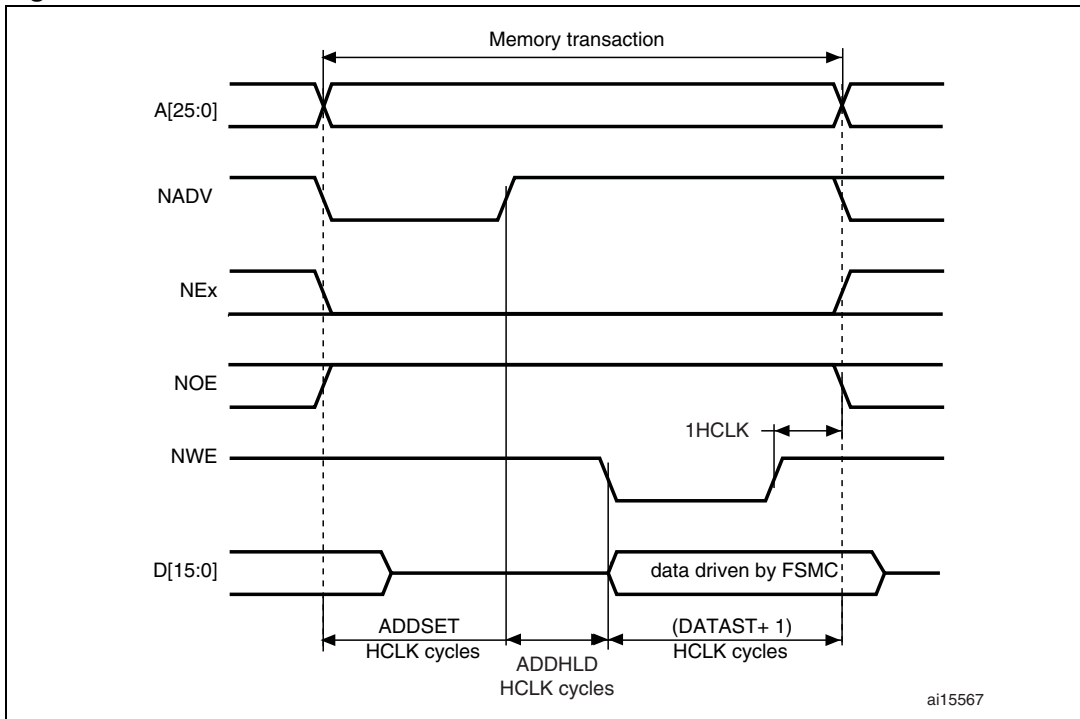 Memory transaction
A[25:0]
NADV
NEx
NOE
1HCLK
NWE
D[15:0]
data driven by FSMC
ADDSET
HCLK cycles
ADDHLD
HCLK cycles
(DATAST+ 1)
HCLK cycles
ai15567